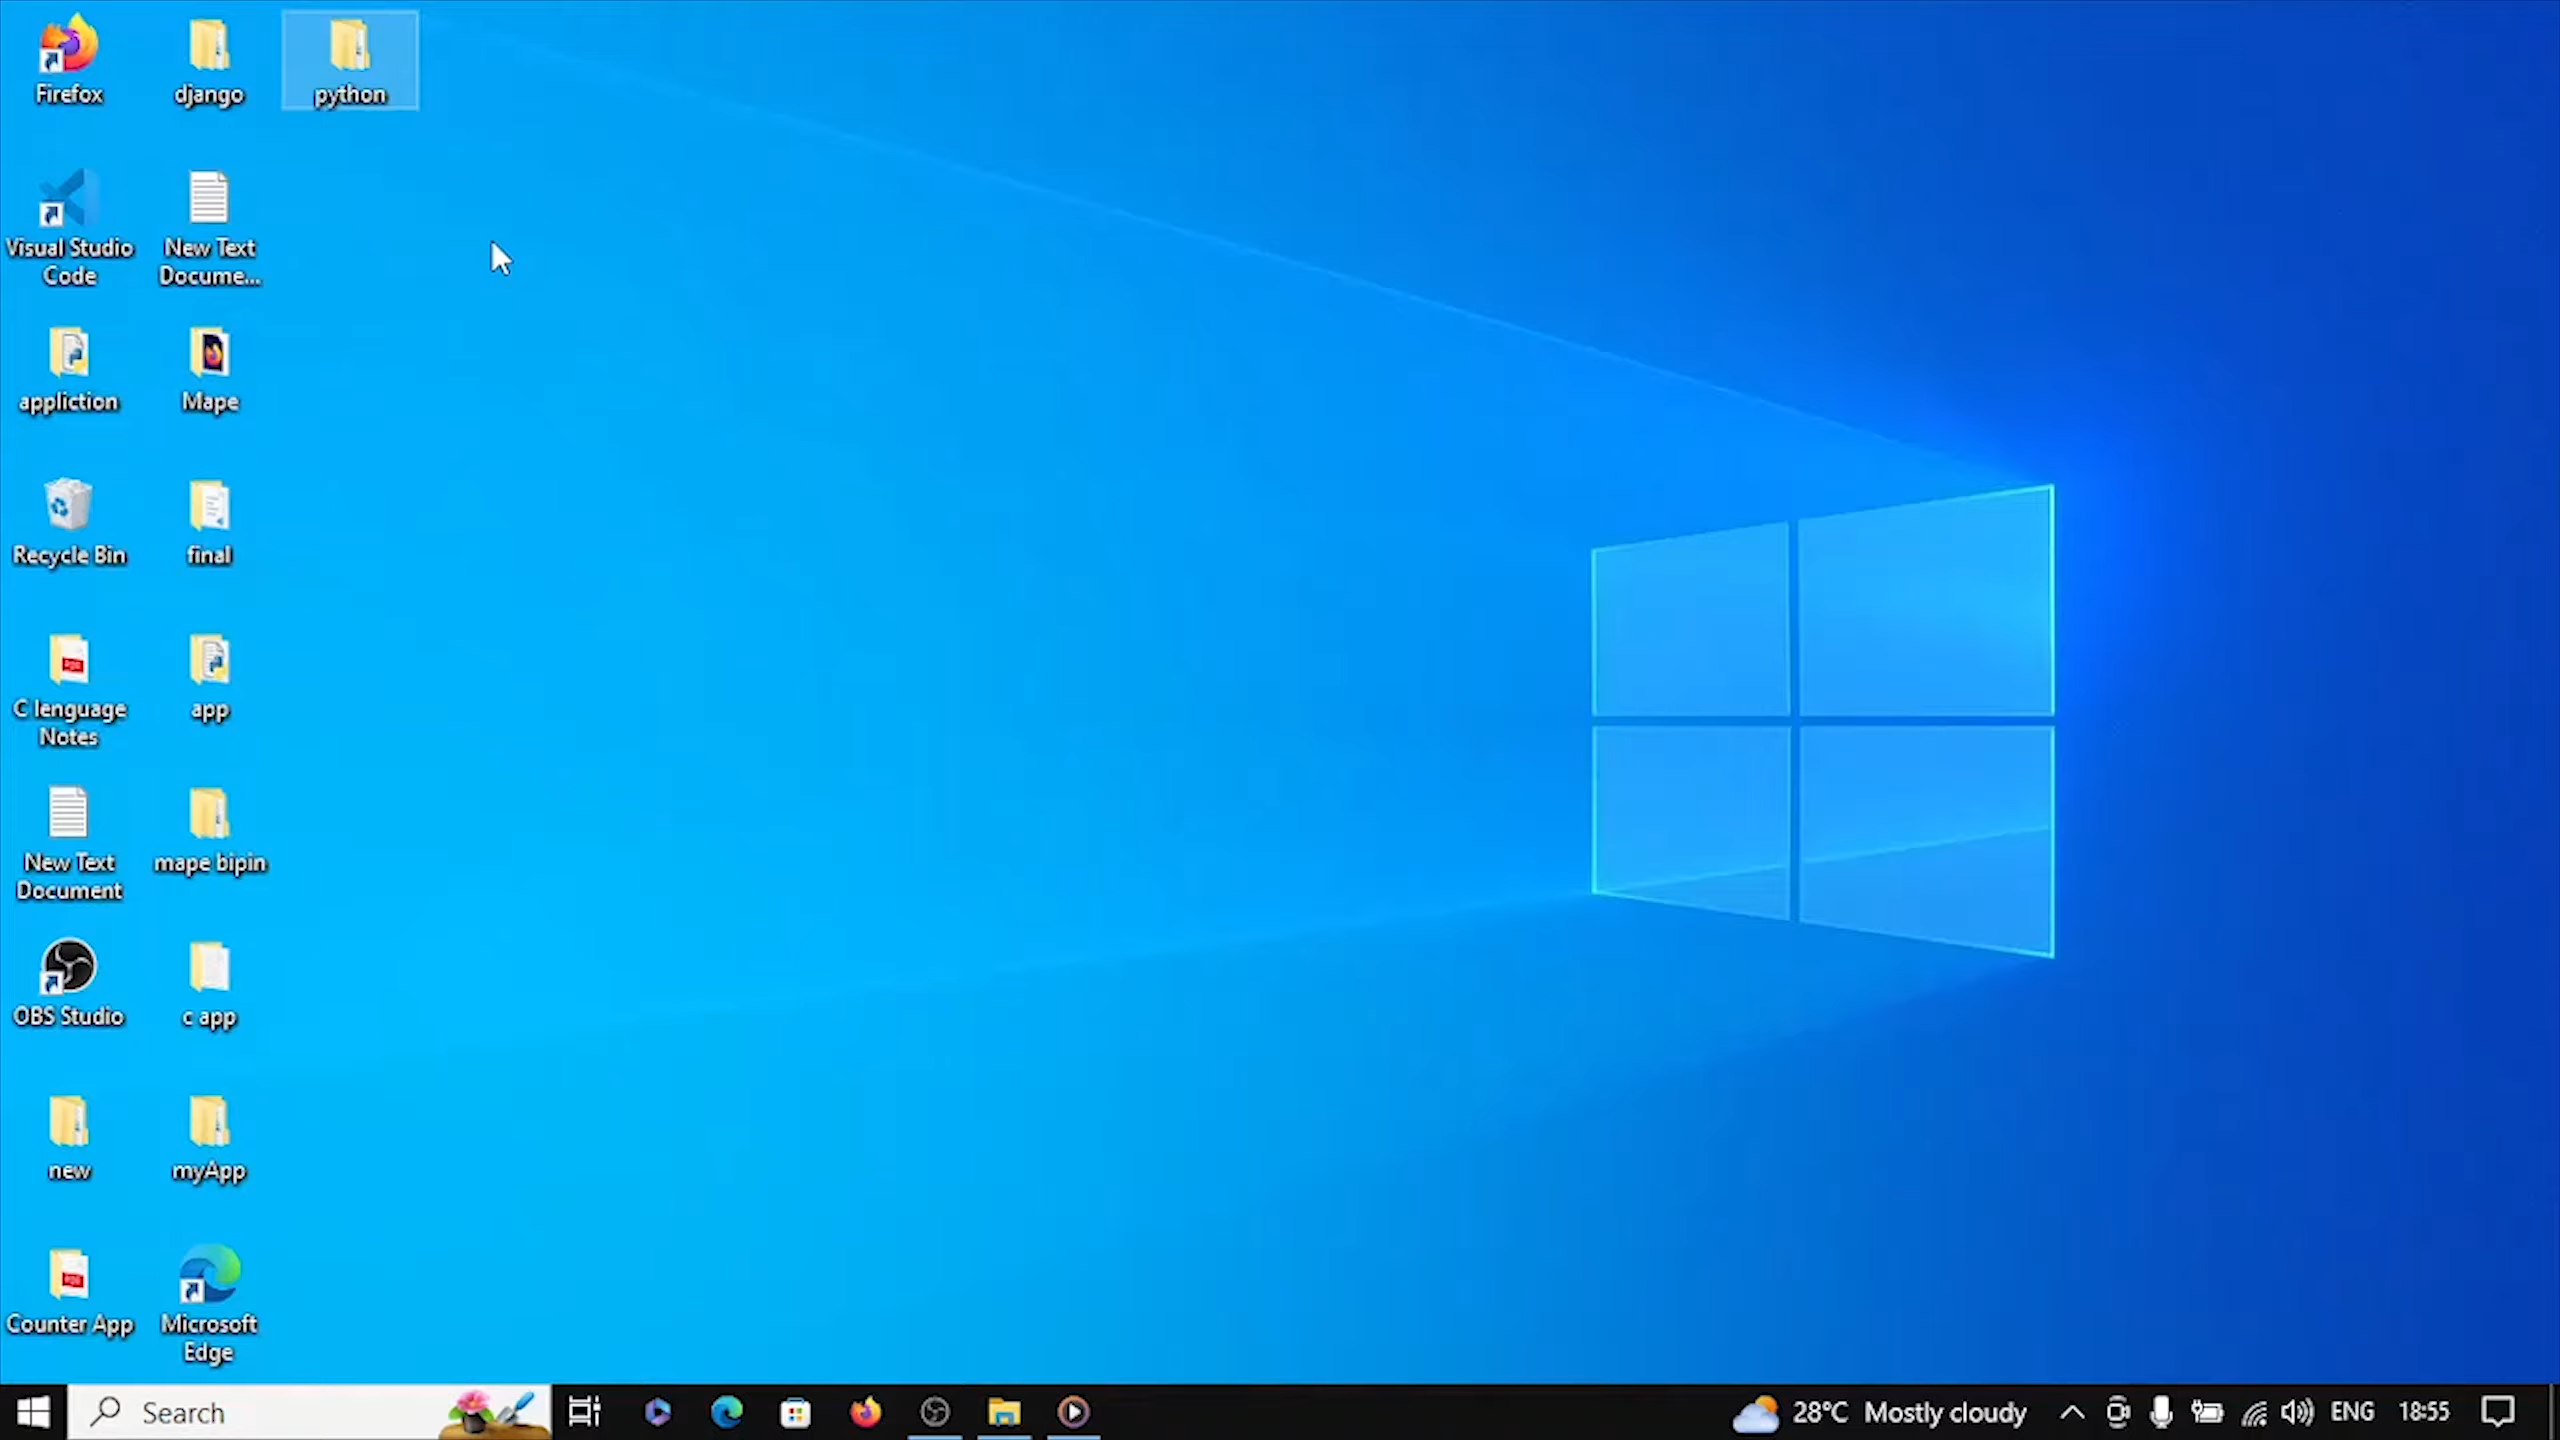 Firefox
django
python
Visual Studio
Code
New Text
Docume...
appliction
Mape
Recycle Bin
final
C lenguage
Notes
app
New Text
Document
mape bipin
OBS Studio
c app
new
myApp
Counter App
Microsoft
Edge
Search
28°C Mostly cloudy
ENG
18:55